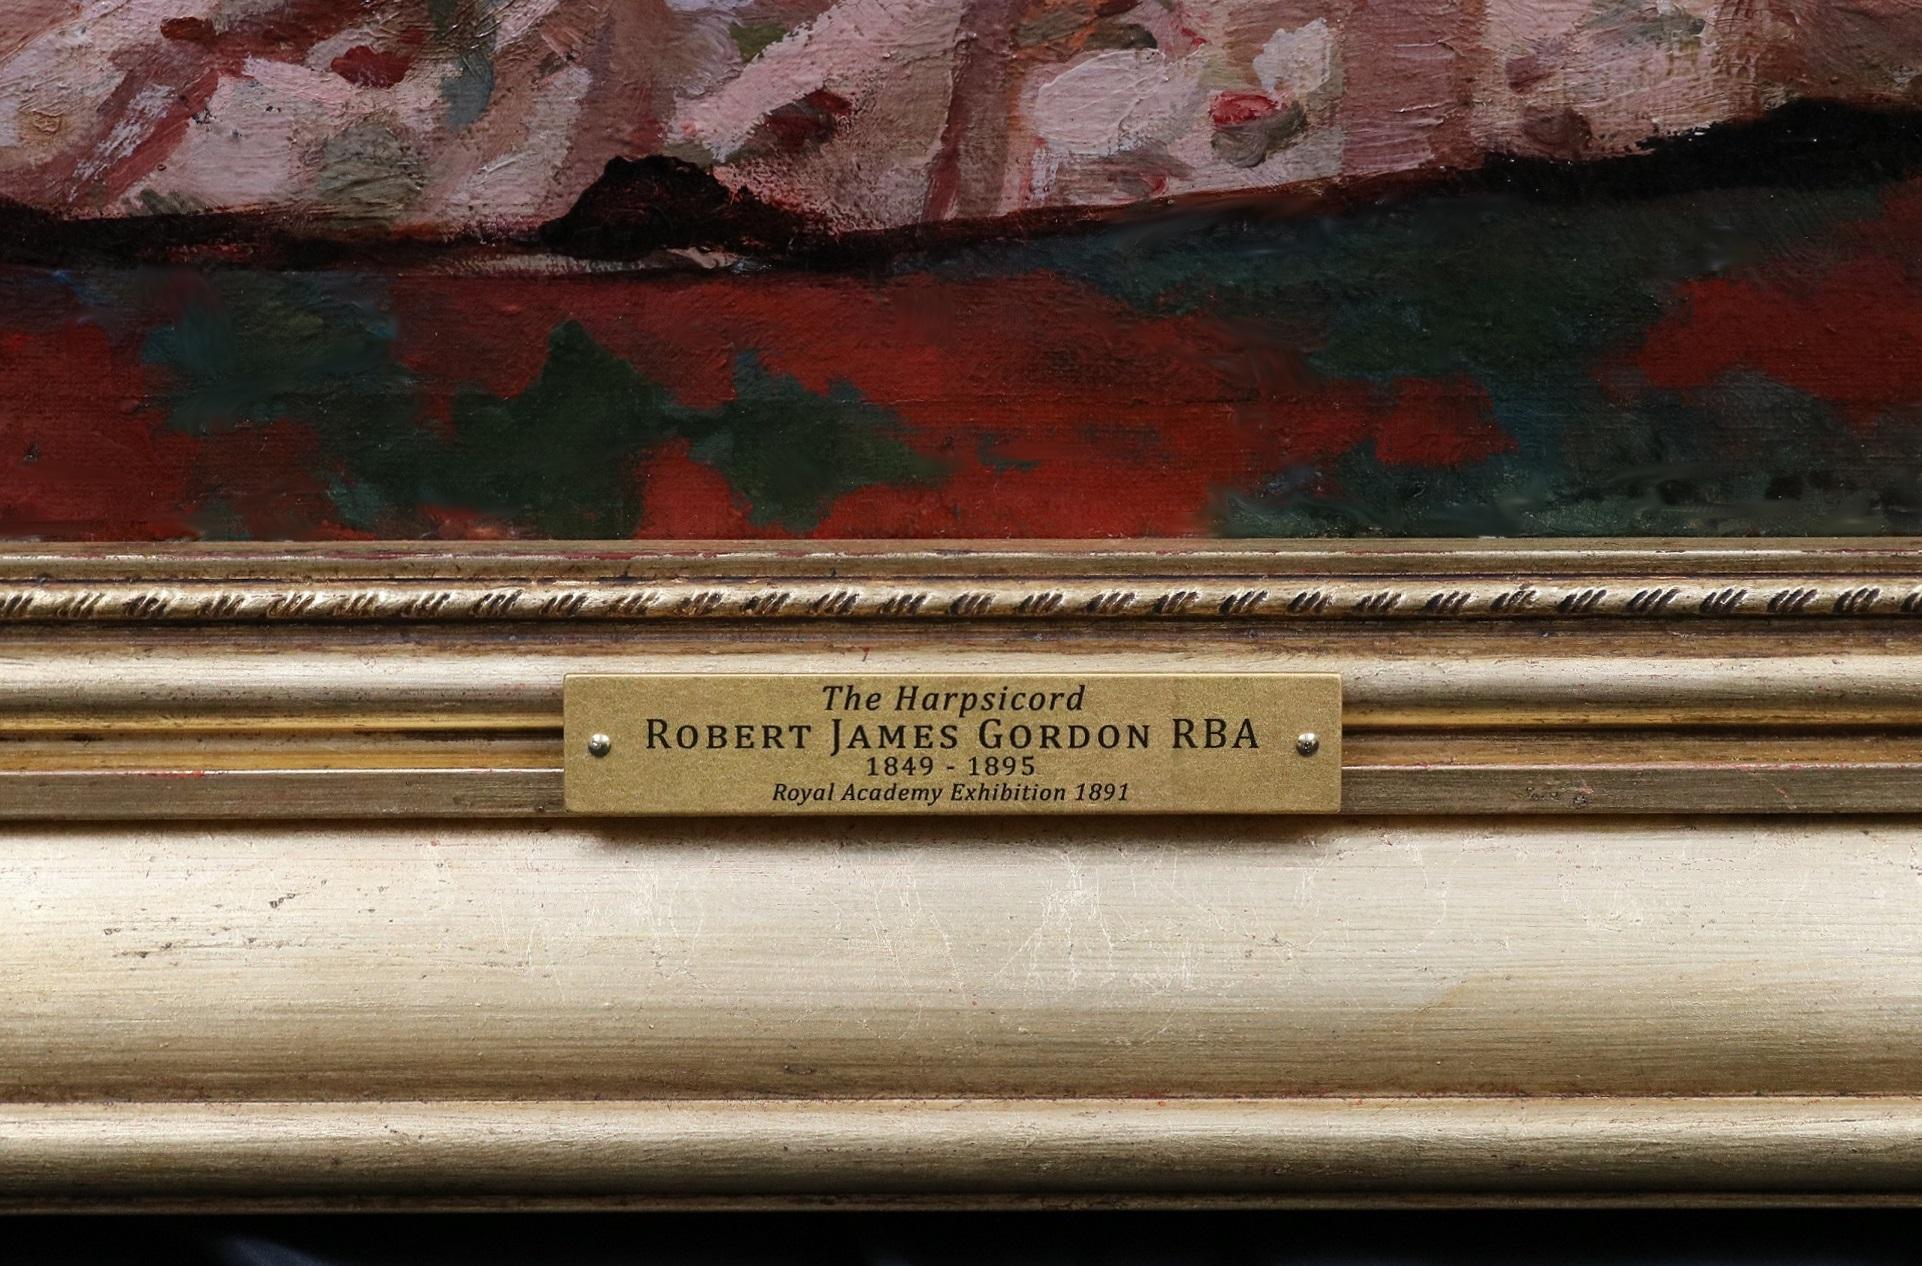 The Harpsicord
ROBERT JAMES GORDON RBA
1849 - 1895
Royal Academy Exhibition 1891